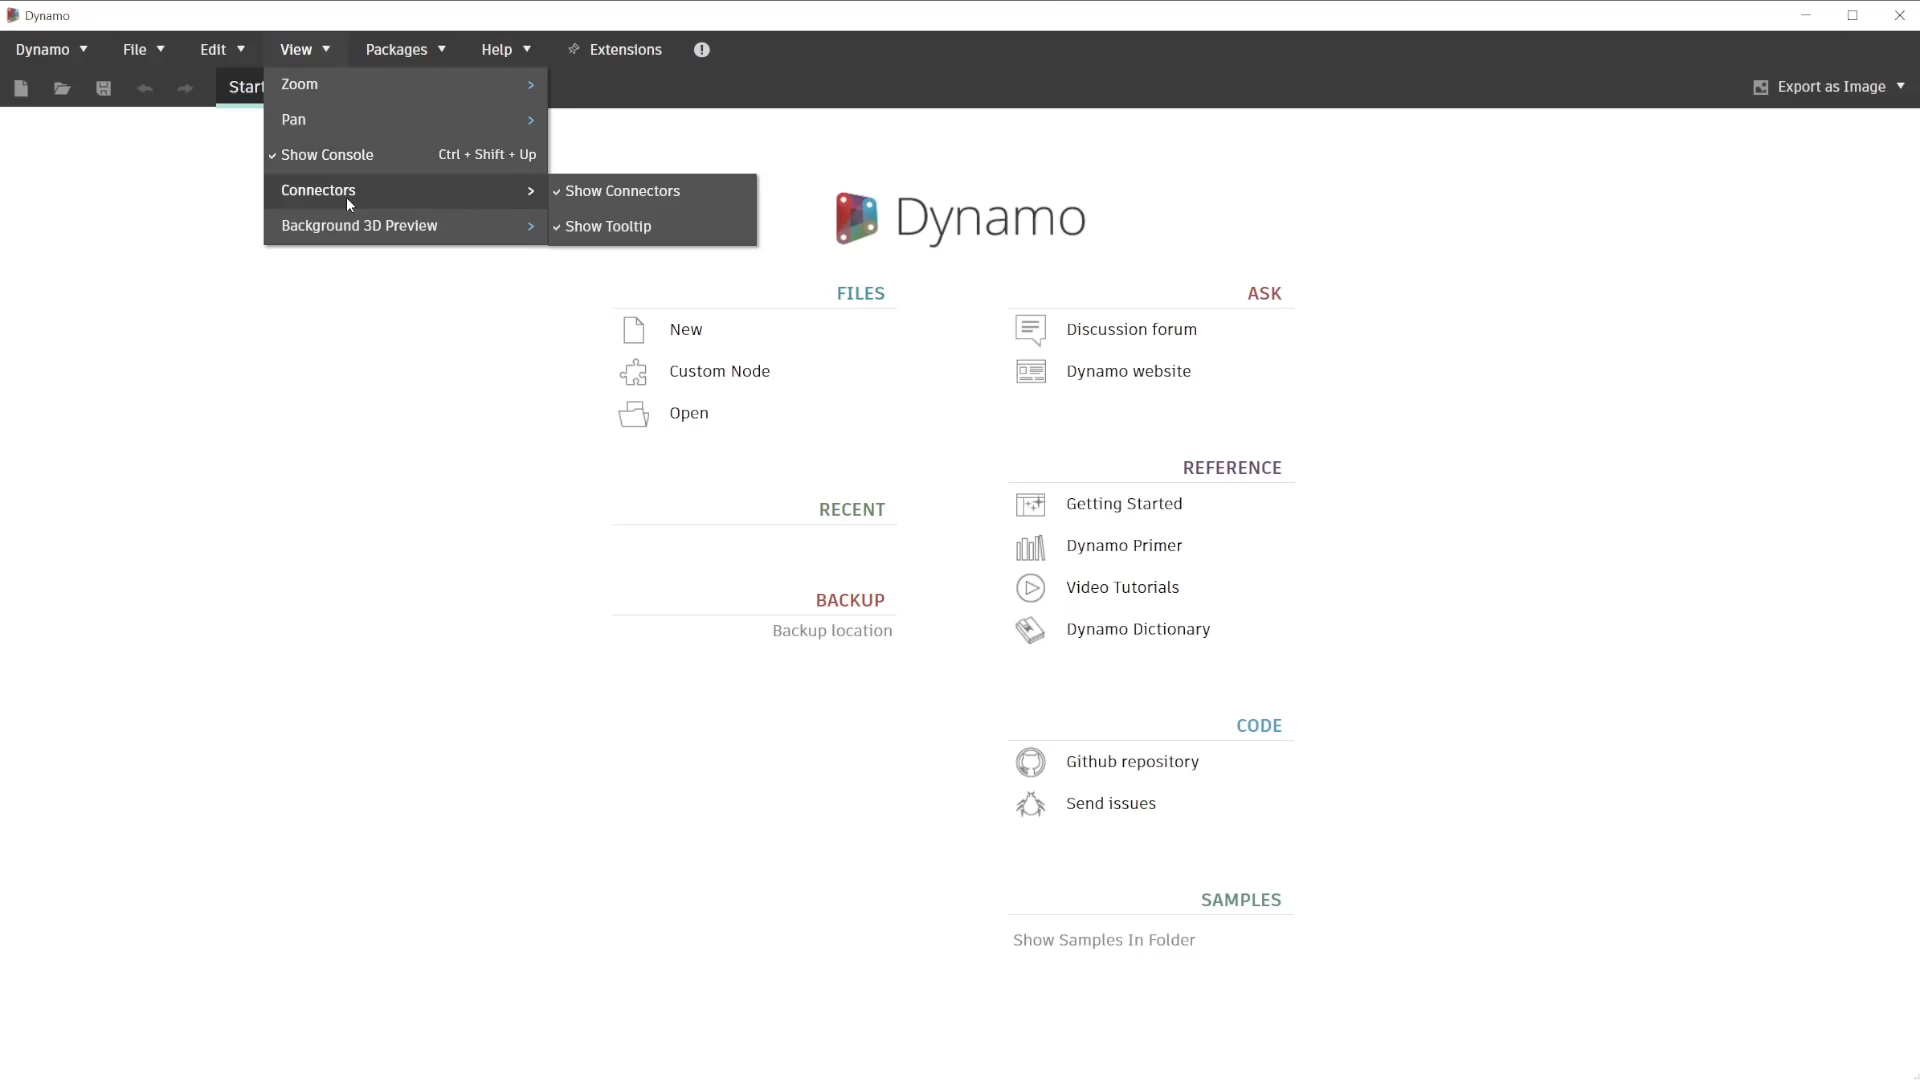 Dynamo
Dynamo File Edit View Packages Help Extensions
Start Export as Image
Zoom
Pan
Show Console Ctrl + Shift + Up
Connectors
Background 3D Preview
Show Connectors
Show Tooltip
Dynamo
FILES
New
Custom Node
Open
RECENT
BACKUP
Backup location
ASK
Discussion forum
Dynamo website
REFERENCE
Getting Started
Dynamo Primer
Video Tutorials
Dynamo Dictionary
CODE
Github repository
Send issues
SAMPLES
Show Samples In Folder